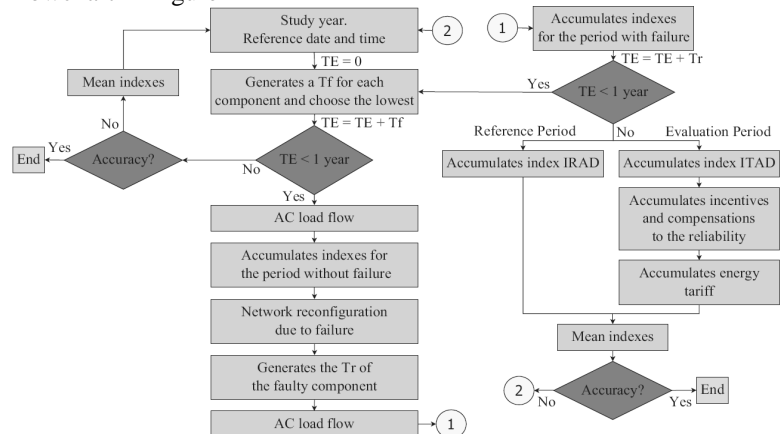 Study year.
Reference date and time
2
TE = 0
Generates a Tf for each
component and choose the lowest
TE = TE + Tf
Mean indexes
No
Accuracy?
Yes
End
TE < 1 year
No
Yes
AC load flow
Accumulates indexes for
the period without failure
Network reconfiguration
due to failure
Generates the Tr of
the faulty component
AC load flow
1
1
Accumulates indexes
for the period with failure
TE = TE + Tr
TE < 1 year
Yes
No
Reference Period
Evaluation Period
Accumulates index IRAD
Accumulates index ITAD
Accumulates incentives
and compensations
to the reliability
Accumulates energy
tariff
Mean indexes
Accuracy?
2
No
Yes
End